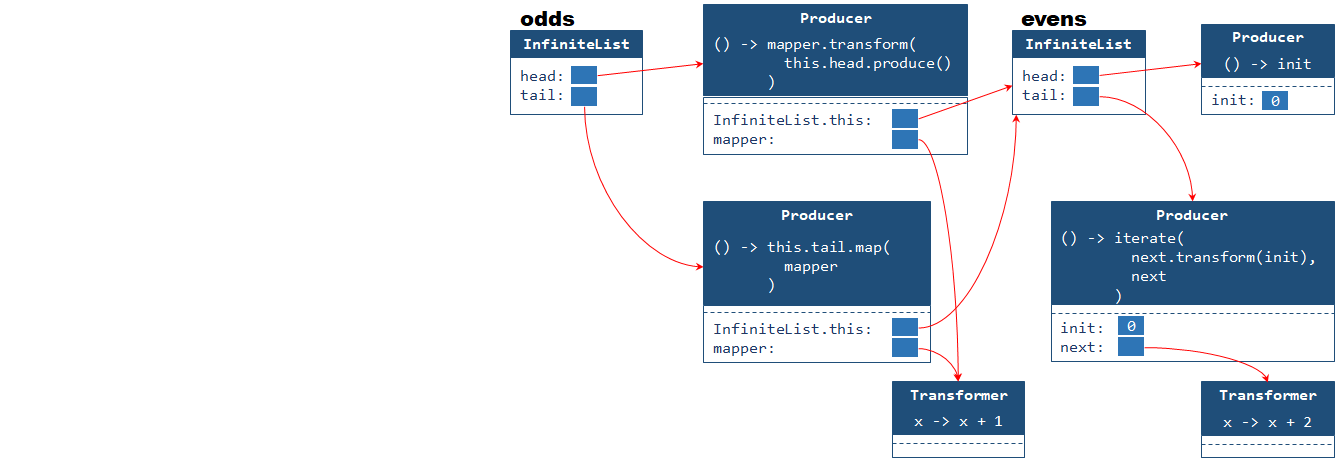 odds
InfiniteList
head:
tail:
Producer
() -> mapper.transform(
this.head.produce()
)
InfiniteList.this:
mapper:
evens
InfiniteList
head:
tail:
Producer
() -> init
init: 0
Producer
() -> this.tail.map(
mapper
)
InfiniteList.this:
mapper:
Producer
() -> iterate(
next.transform(init),
next
)
init: 0
next:
Transformer
x -> x + 1
Transformer
x -> x + 2